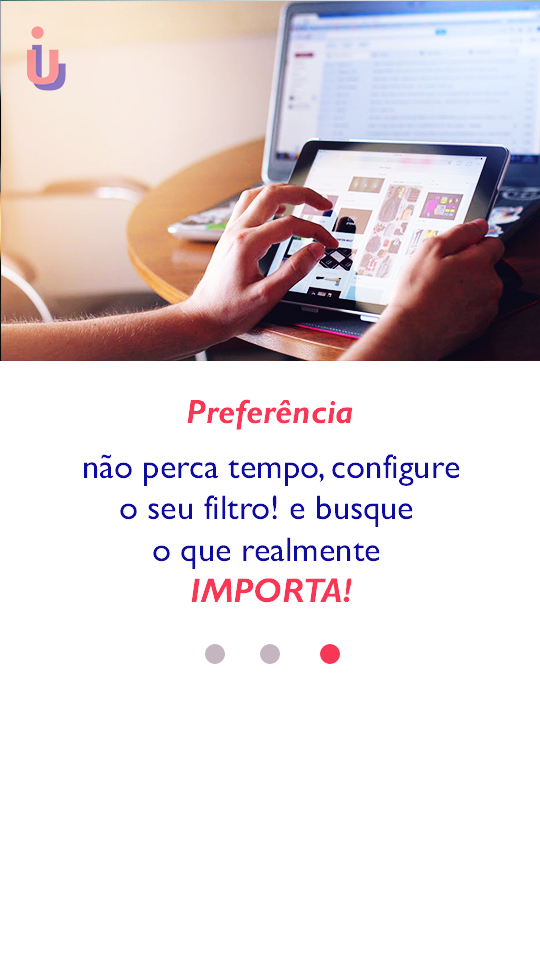 Preferência
não perca tempo, configure
o seu filtro! e busque
o que realmente
IMPORTA!